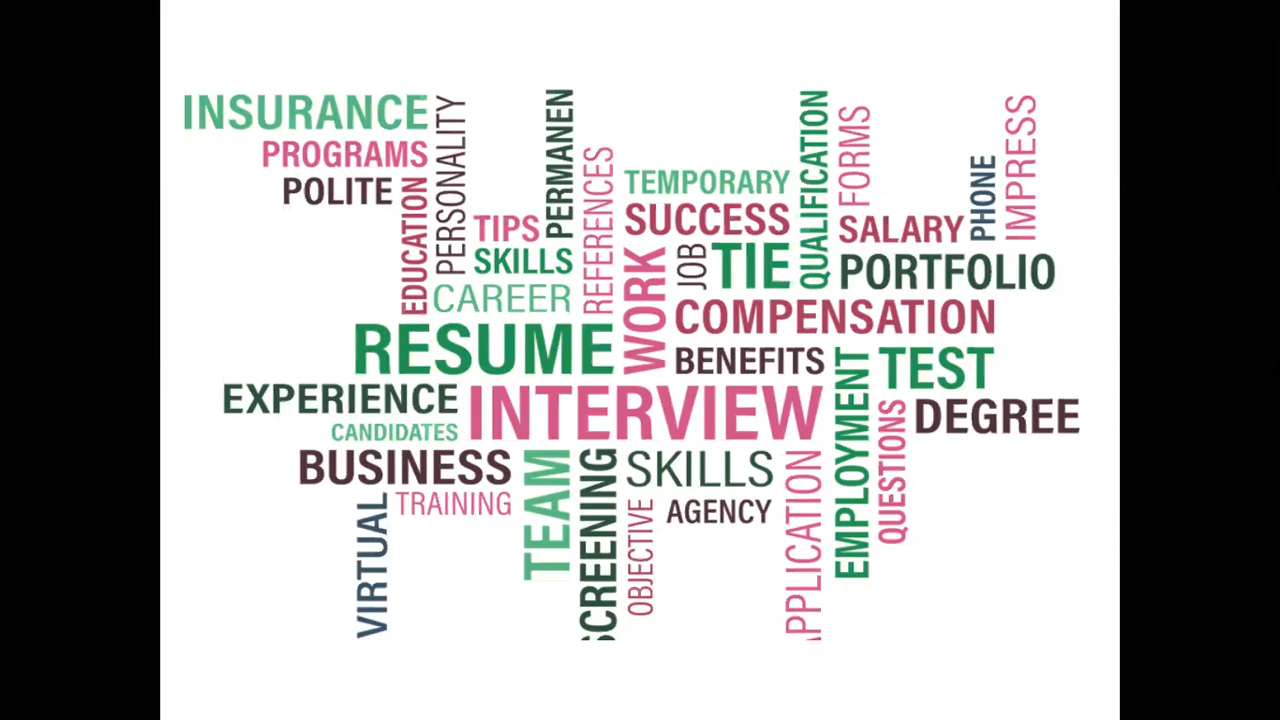 INSURANCE
PROGRAMS
POLITE
EDUCATION
PERSONALITY
TIPS
SKILLS
CAREER
PERMANEN
REFERENCES
TEMPORARY
SUCCESS
WORK
JOB
TIE
QUALIFICATION
FORMS
SALARY
PHONE
IMPRESS
PORTFOLIO
COMPENSATION
RESUME
BENEFITS
TEST
EXPERIENCE
CANDIDATES
INTERVIEW
EMPLOYMENT
QUESTIONS
DEGREE
BUSINESS
TRAINING
VIRTUAL
TEAM
SCREENING
SKILLS
OBJECTIVE
AGENCY
APPLICATION